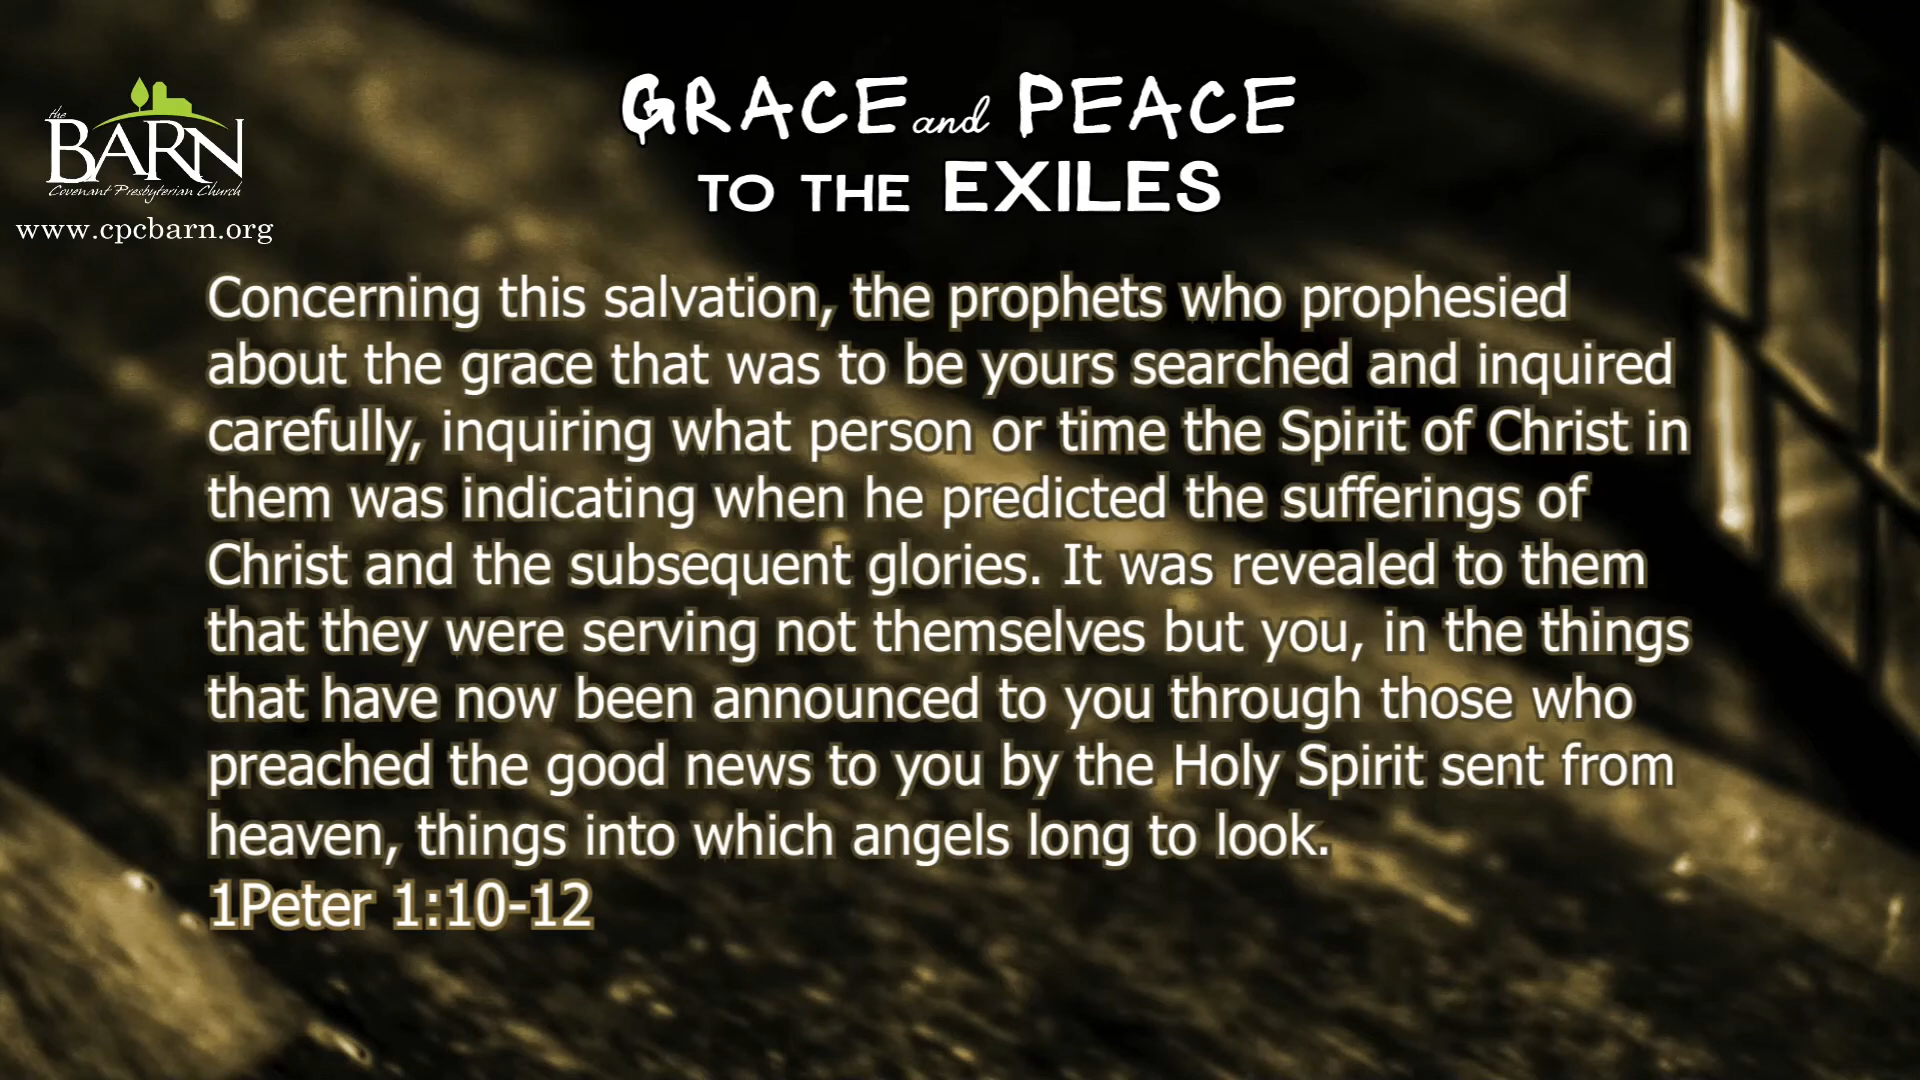 the
BARN
Covenant Presbyterian Church
www.cpcbarn.org
GRACE and PEACE
TO THE EXILES
Concerning this salvation, the prophets who prophesied
about the grace that was to be yours searched and inquired
carefully, inquiring what person or time the Spirit of Christ in
them was indicating when he predicted the sufferings of
Christ and the subsequent glories. It was revealed to them
that they were serving not themselves but you, in the things
that have now been announced to you through those who
preached the good news to you by the Holy Spirit sent from
heaven, things into which angels long to look.
1Peter 1:10-12